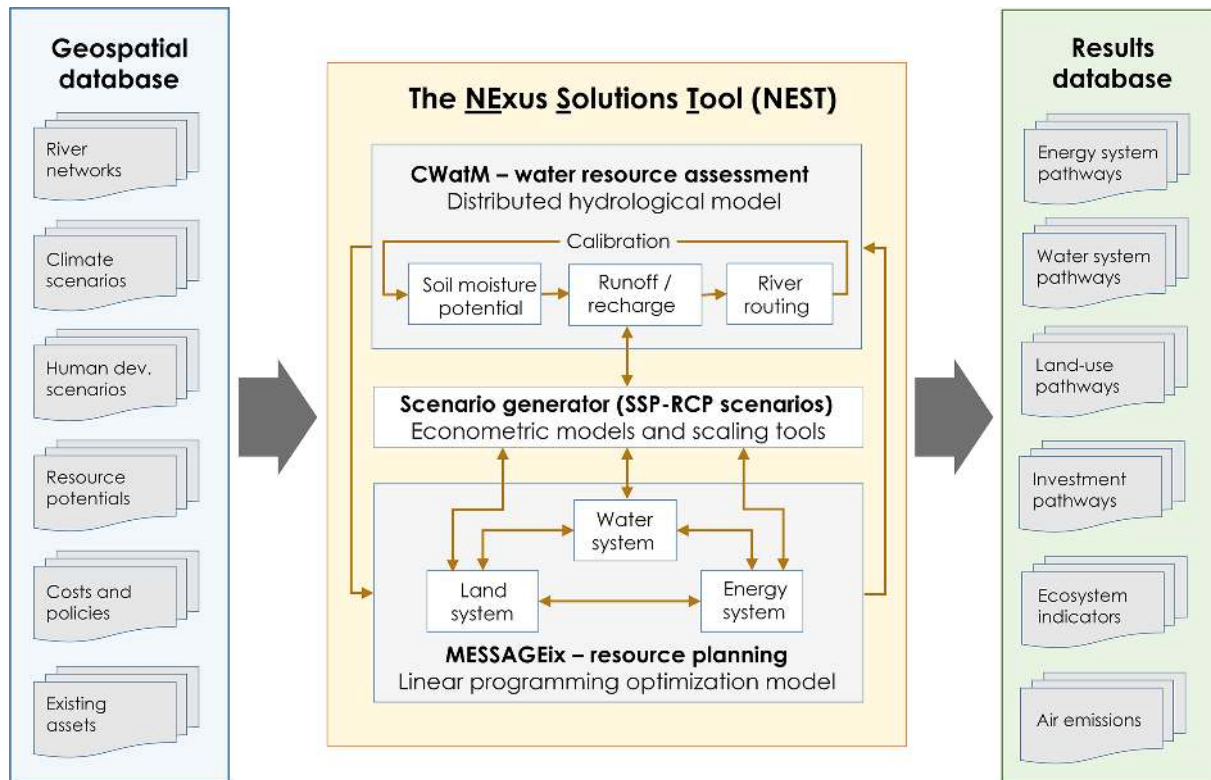 Geospatial
database
River
networks
Climate
scenarios
Human dev.
scenarios
Resource
potentials
Costs and
policies
Existing
assets
The NExus Solutions Tool (NEST)
CWatM – water resource assessment
Distributed hydrological model
Calibration
Soil moisture
potential
Runoff /
recharge
River
routing
Scenario generator (SSP-RCP scenarios)
Econometric models and scaling tools
Water
system
Land
system
Energy
system
MESSAGEix – resource planning
Linear programming optimization model
Results
database
Energy system
pathways
Water system
pathways
Land-use
pathways
Investment
pathways
Ecosystem
indicators
Air emissions